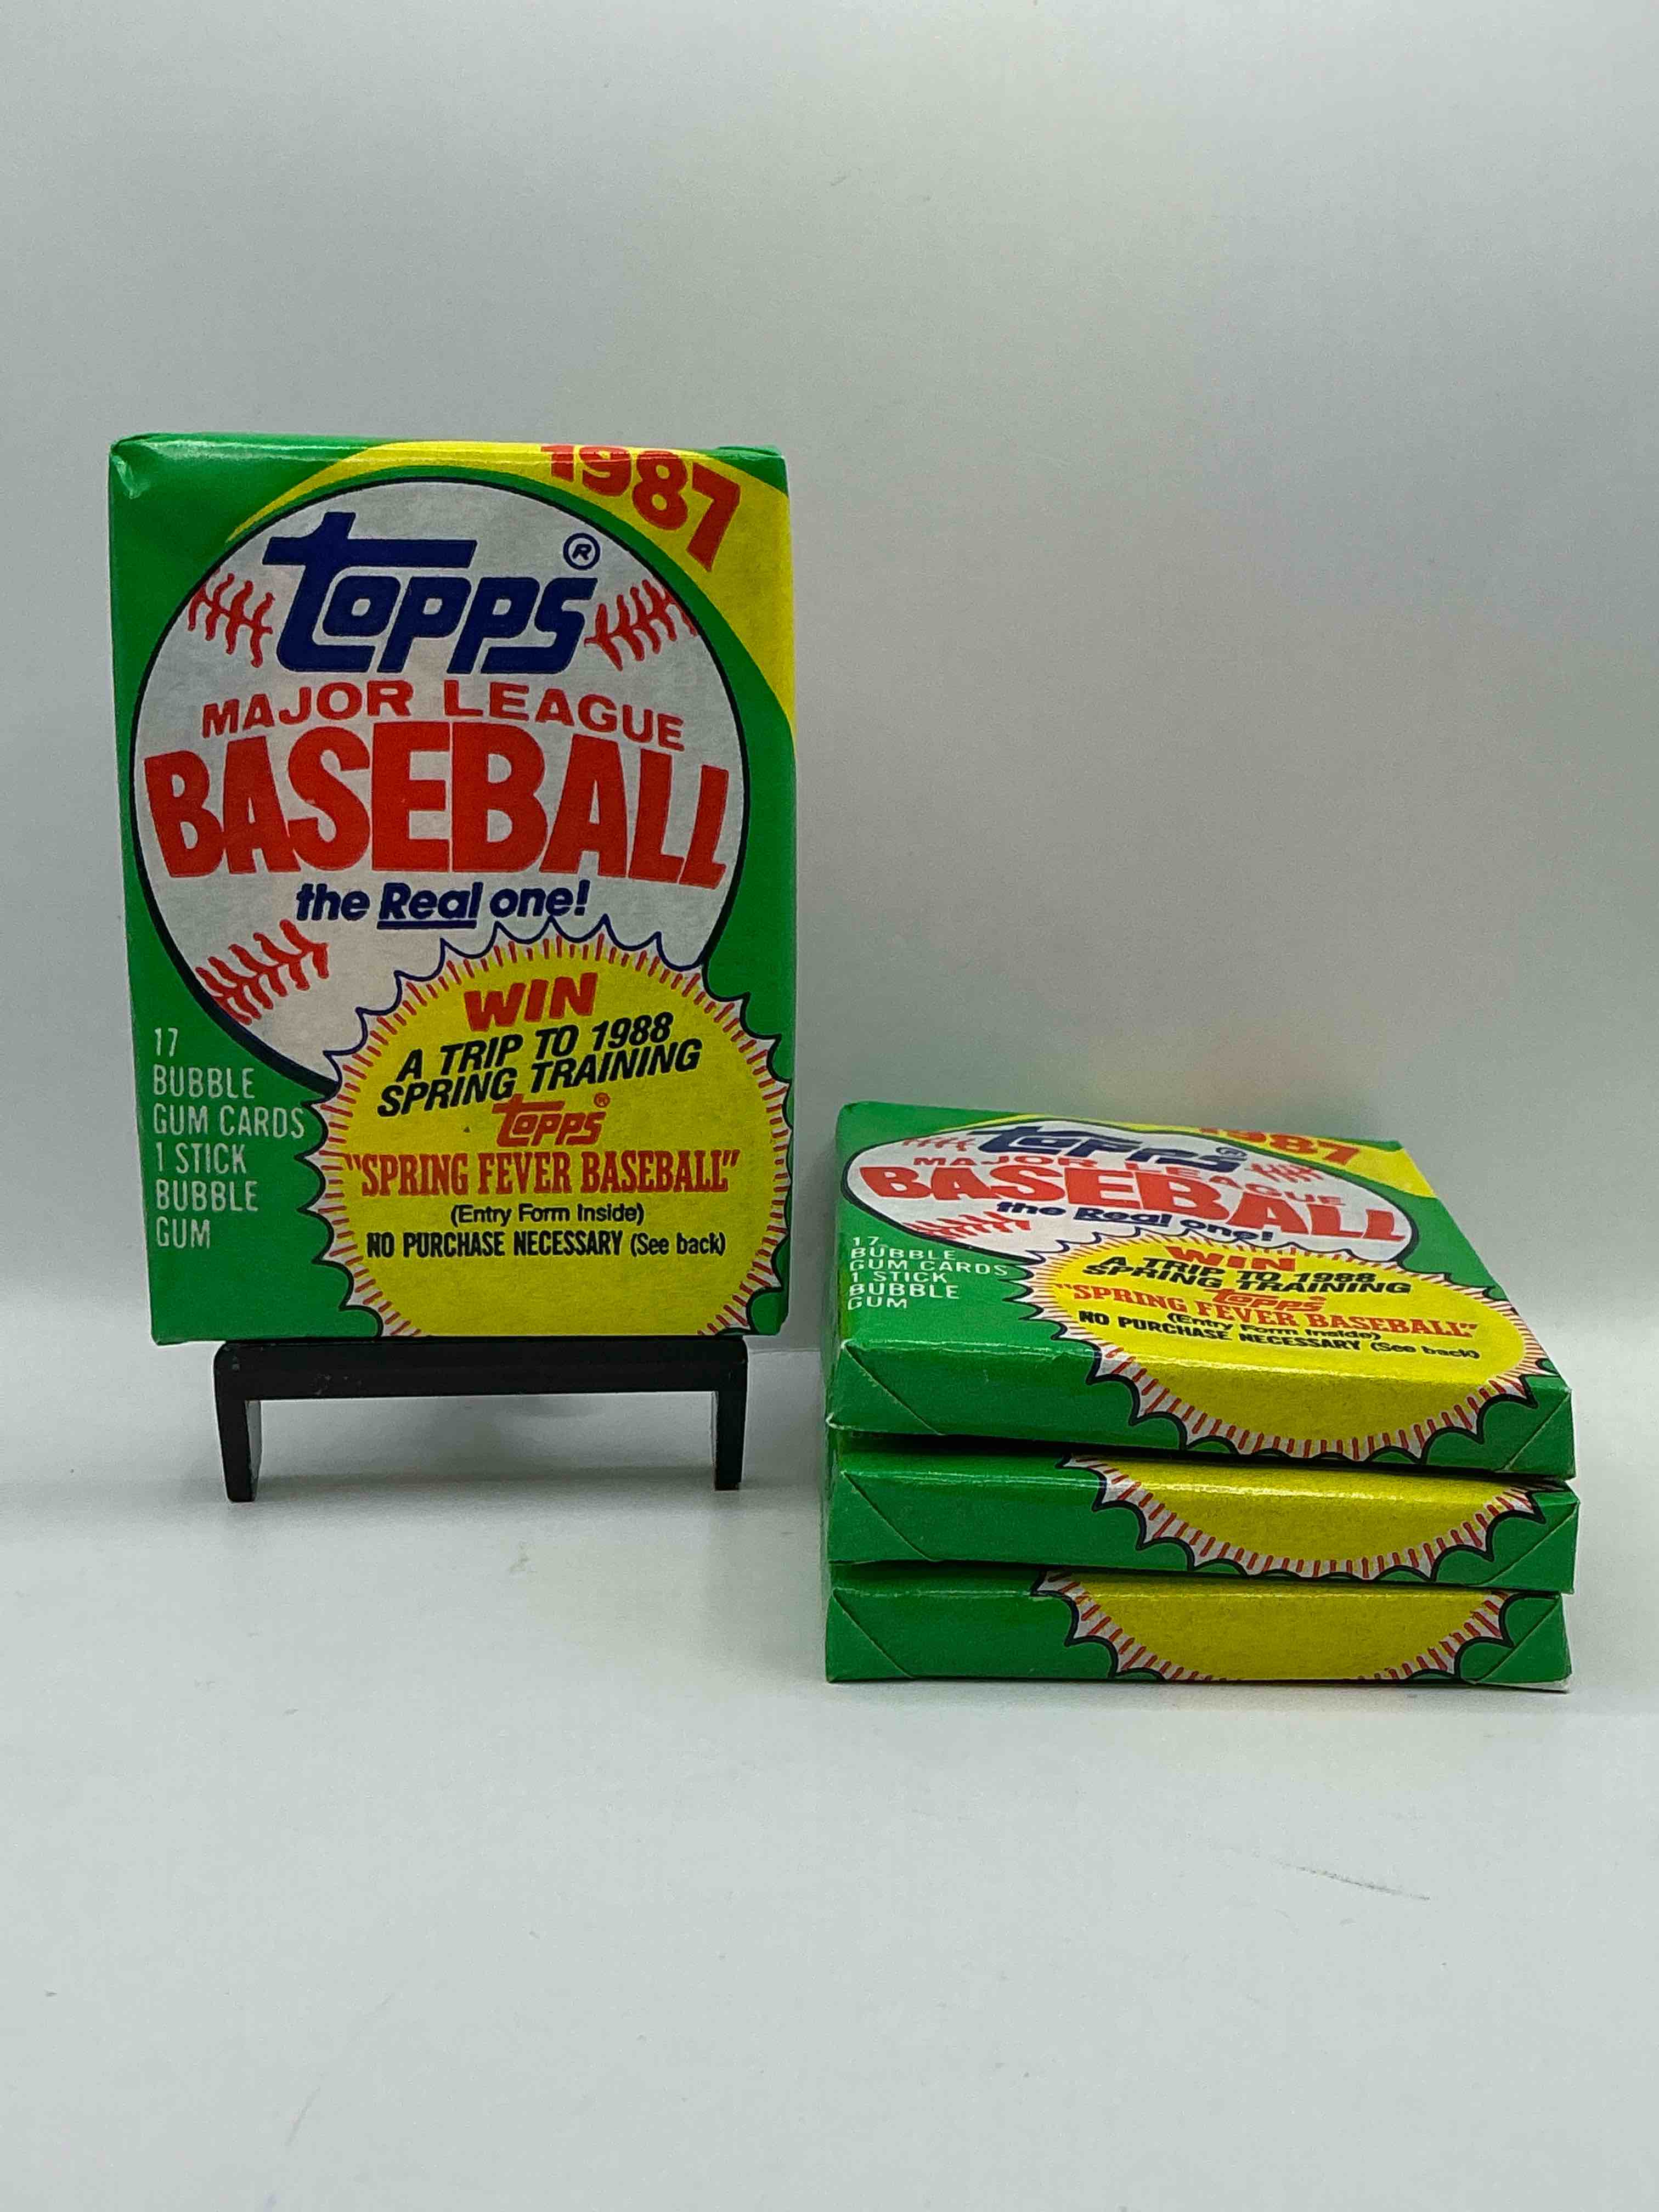 1987
topps®
MAJOR LEAGUE
BASEBALL
the Real one!
WIN
A TRIP TO 1988
SPRING TRAINING
topps®
"SPRING FEVER BASEBALL"
(Entry Form Inside)
NO PURCHASE NECESSARY (See back)
17
BUBBLE
GUM CARDS
1 STICK
BUBBLE
GUM
1987
topps®
MAJOR LEAGUE
BASEBALL
the Real one!
17
BUBBLE
GUM CARDS
1 STICK
BUBBLE
GUM
WIN
A TRIP TO 1988
SPRING TRAINING
topps
"SPRING FEVER BASEBALL"
(Entry Form Inside)
NO PURCHASE NECESSARY (See back)